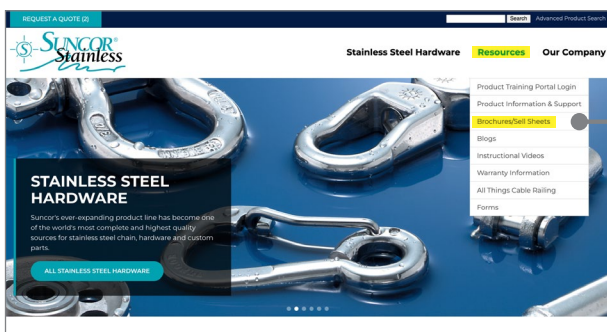 REQUEST A QUOTE (2)
Search Advanced Product Search
SUNCOR®
Stainless
Stainless Steel Hardware Resources Our Company
Product Training Portal Login
Product Information & Support
Brochures/Sell Sheets
Blogs
Instructional Videos
Warranty Information
All Things Cable Railing
Forms
STAINLESS STEEL
HARDWARE
Suncor's ever-expanding product line has become one
of the world's most complete and highest quality
sources for stainless steel chain, hardware and custom
parts.
ALL STAINLESS STEEL HARDWARE